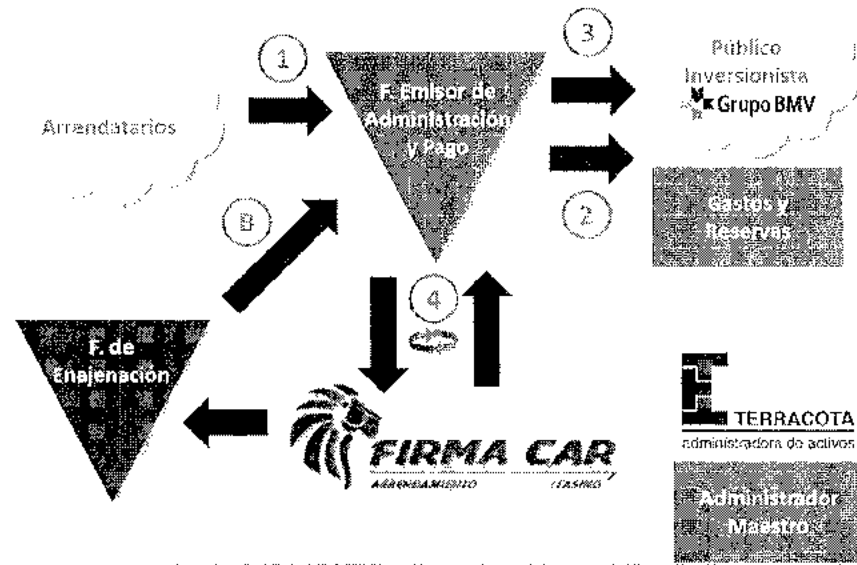 1
3
Público
Inversionista
Grupo BMV
F. Emisor de
Administración
y Pago
Arrendatarios
B
2
Gastos y
Reservas
4
F. de
Enajenación
FIRMA CAR
ARRENDAMIENTO
TERRACOTA
administradora de activos
Administrador
Maestro